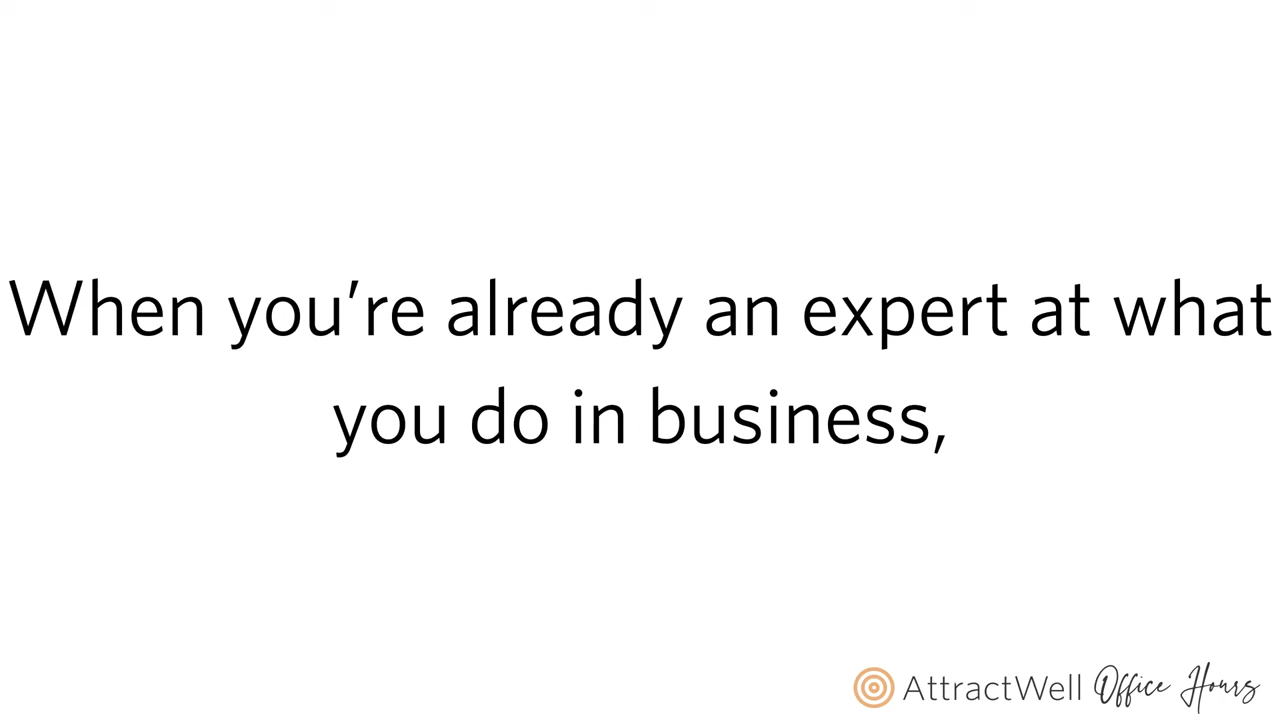 When you’re already an expert at what
you do in business,
AttractWell Office Hours